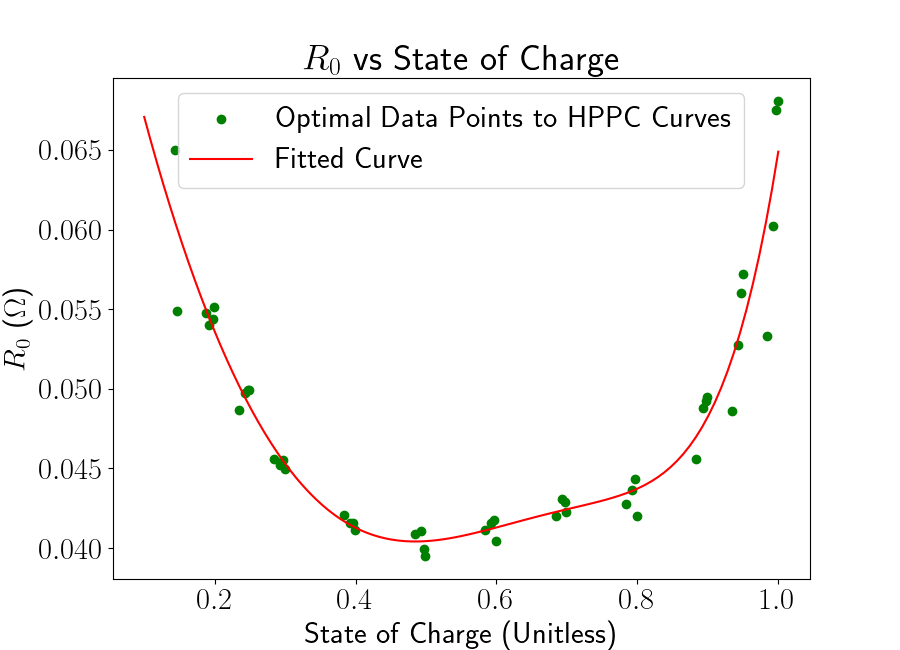 R₀ vs State of Charge
Optimal Data Points to HPPC Curves
Fitted Curve
R₀ (Ω)
0.065
0.060
0.055
0.050
0.045
0.040
0.2 0.4 0.6 0.8 1.0
State of Charge (Unitless)